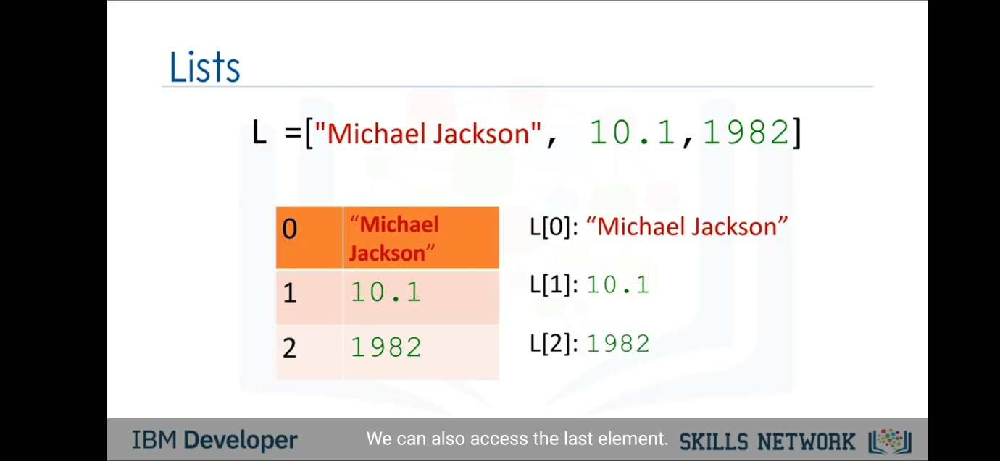 Lists
L =["Michael Jackson", 10.1,1982]
0 “Michael
Jackson”
1 10.1
2 1982
L[0]: “Michael Jackson”
L[1]: 10.1
L[2]: 1982
IBM Developer
We can also access the last element.
SKILLS NETWORK